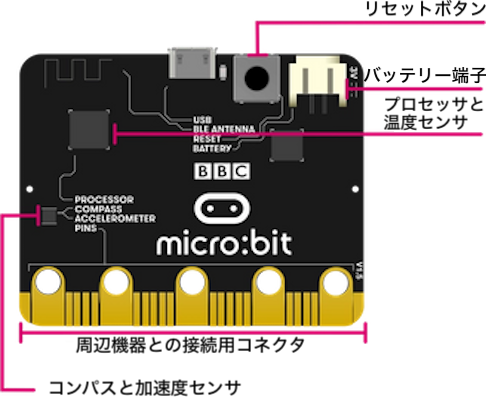 リセットボタン
バッテリー端子
3V
プロセッサと
温度センサ
USB
BLE ANTENNA
RESET
BATTERY
BBC
PROCESSOR
COMPASS
ACCELEROMETER
PINS
micro:bit
V1.5
周辺機器との接続用コネクタ
コンパスと加速度センサ